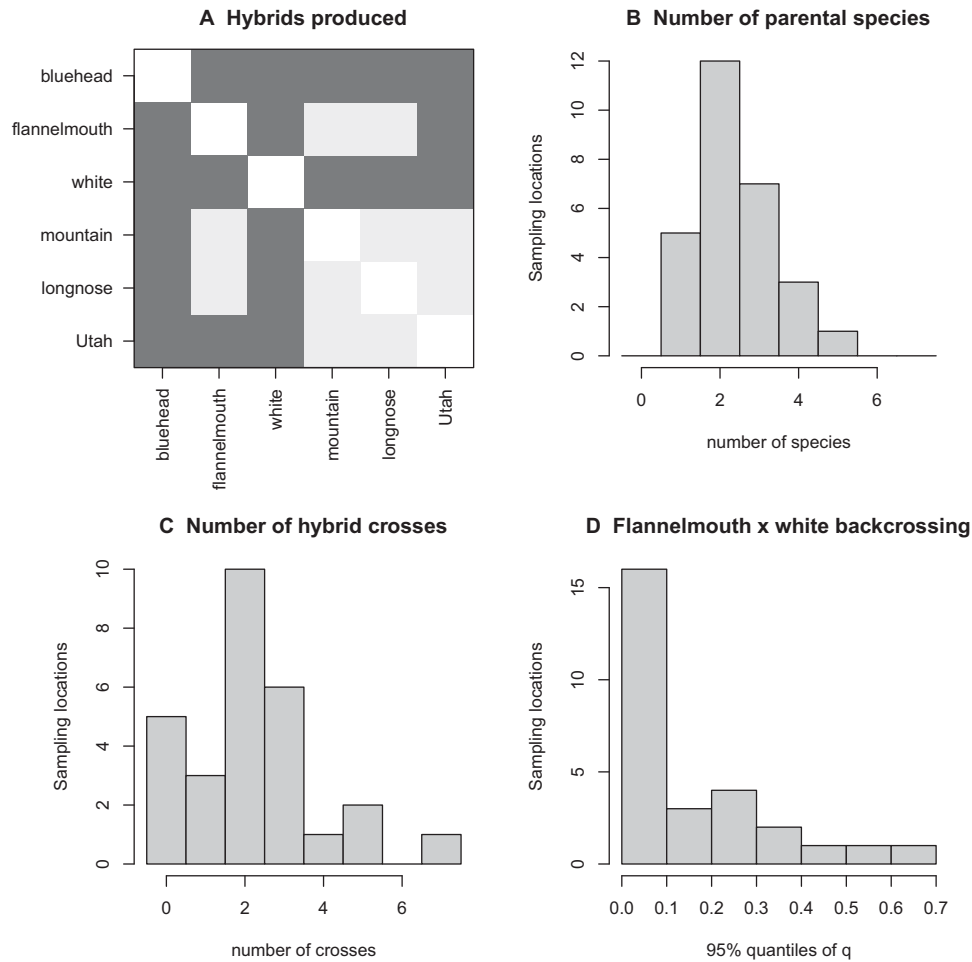 A Hybrids produced
bluehead
flannelmouth
white
mountain
longnose
Utah
bluehead
flannelmouth
white
mountain
longnose
Utah
B Number of parental species
Sampling locations
12
10
8
6
4
2
0
0 2 4 6
number of species
C Number of hybrid crosses
Sampling locations
10
8
6
4
2
0
0 2 4 6
number of crosses
D Flannelmouth x white backcrossing
Sampling locations
15
10
5
0
0.0 0.1 0.2 0.3 0.4 0.5 0.6 0.7
95% quantiles of q